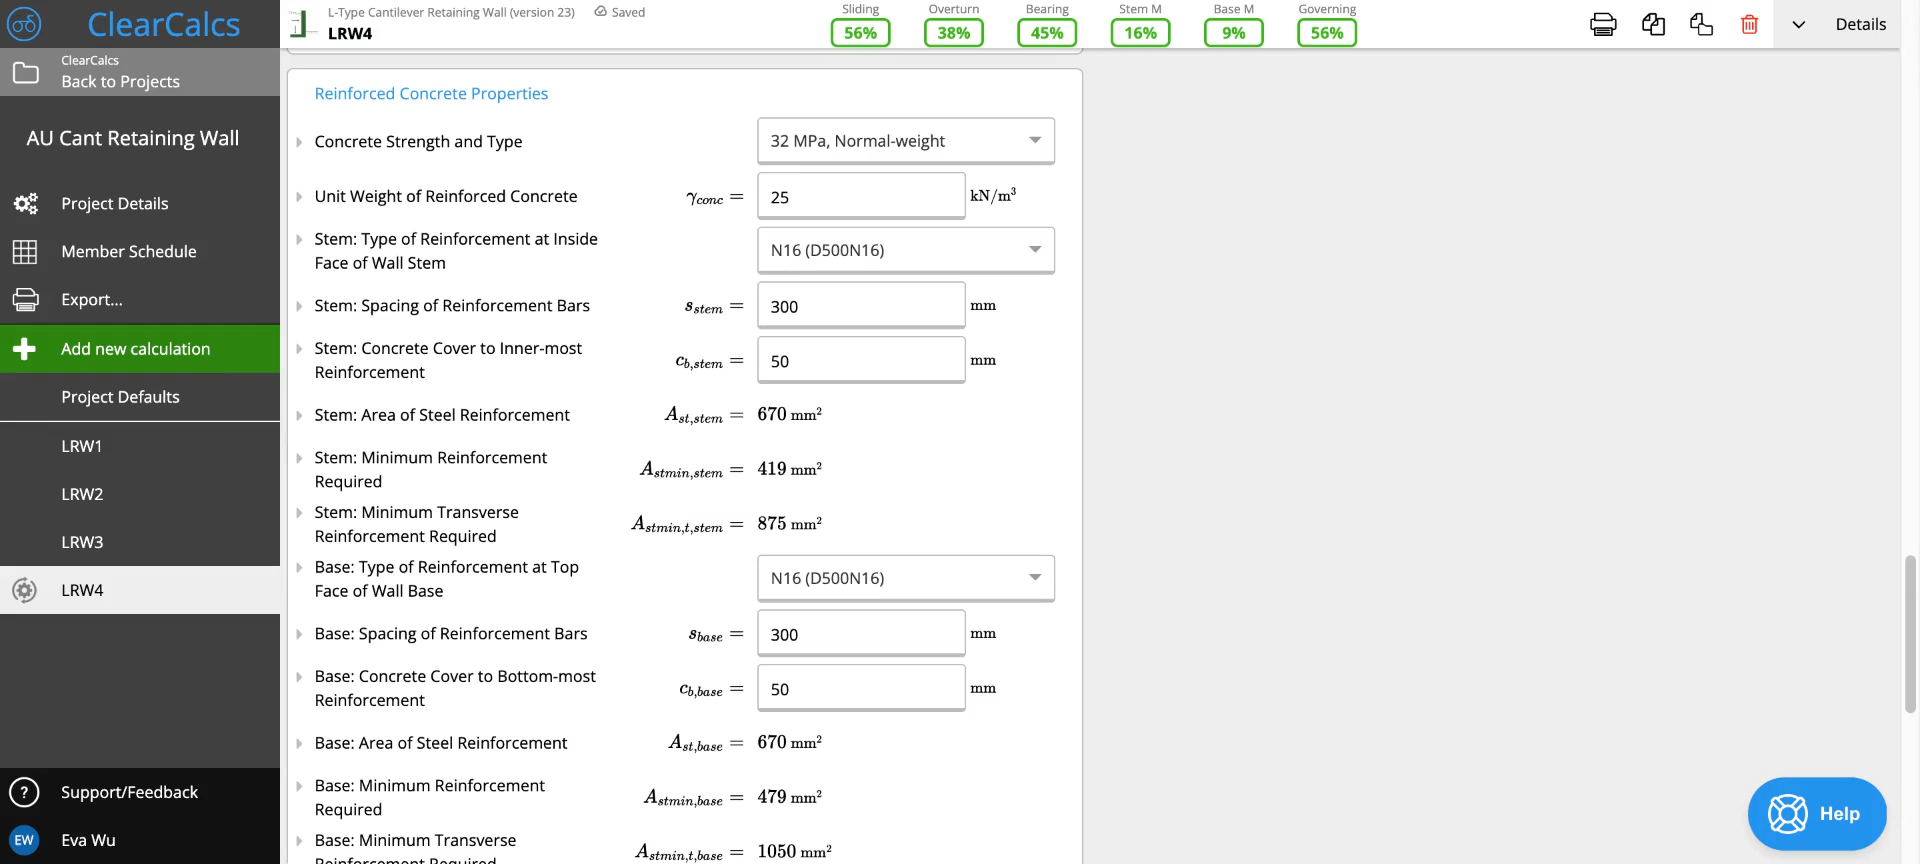 ClearCalcs
L-Type Cantilever Retaining Wall (version 23) Saved
LRW4
Sliding
56%
Overturn
38%
Bearing
45%
Stem M
16%
Base M
9%
Governing
56%
Details
ClearCalcs
Back to Projects
AU Cant Retaining Wall
Project Details
Member Schedule
Export...
Add new calculation
Project Defaults
LRW1
LRW2
LRW3
LRW4
? Support/Feedback
EW Eva Wu
Reinforced Concrete Properties
Concrete Strength and Type 32 MPa, Normal-weight
Unit Weight of Reinforced Concrete γconc = 25 kN/m³
Stem: Type of Reinforcement at Inside
Face of Wall Stem
N16 (D500N16)
Stem: Spacing of Reinforcement Bars sstem = 300 mm
Stem: Concrete Cover to Inner-most
Reinforcement
cb,stem = 50 mm
Stem: Area of Steel Reinforcement Ast,stem = 670 mm²
Stem: Minimum Reinforcement
Required
Astmin,stem = 419 mm²
Stem: Minimum Transverse
Reinforcement Required
Astmin,t,stem = 875 mm²
Base: Type of Reinforcement at Top
Face of Wall Base
N16 (D500N16)
Base: Spacing of Reinforcement Bars sbase = 300 mm
Base: Concrete Cover to Bottom-most
Reinforcement
cb,base = 50 mm
Base: Area of Steel Reinforcement Ast,base = 670 mm²
Base: Minimum Reinforcement
Required
Astmin,base = 479 mm²
Base: Minimum Transverse
Reinforcement Required
Astmin,t,base = 1050 mm²
Help